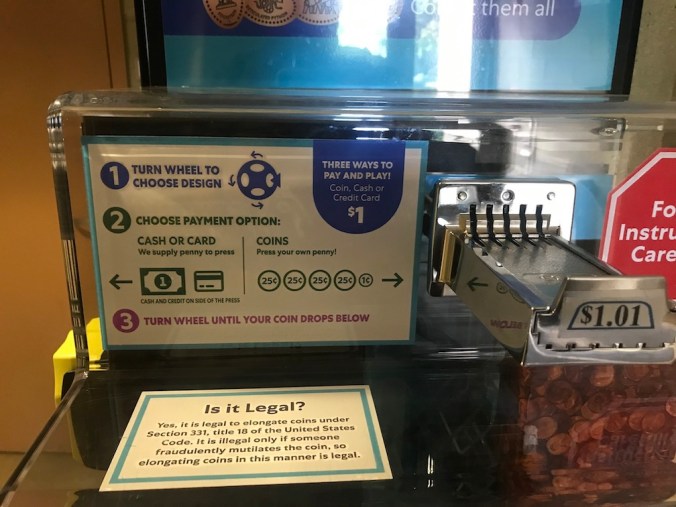 them all
1 TURN WHEEL TO
CHOOSE DESIGN
THREE WAYS TO
PAY AND PLAY!
Coin, Cash or
Credit Card
$1
2 CHOOSE PAYMENT OPTION:
CASH OR CARD
We supply penny to press
COINS
Press your own penny!
1
25¢ 25¢ 25¢ 25¢ 1¢
CASH AND CREDIT ON SIDE OF THE PRESS
3 TURN WHEEL UNTIL YOUR COIN DROPS BELOW
Fo
Instru
Care
$1.01
Is it Legal?
Yes, it is legal to elongate coins under
Section 331, title 18 of the United States
Code. It is illegal only if someone
fraudulently mutilates the coin, so
elongating coins in this manner is legal.